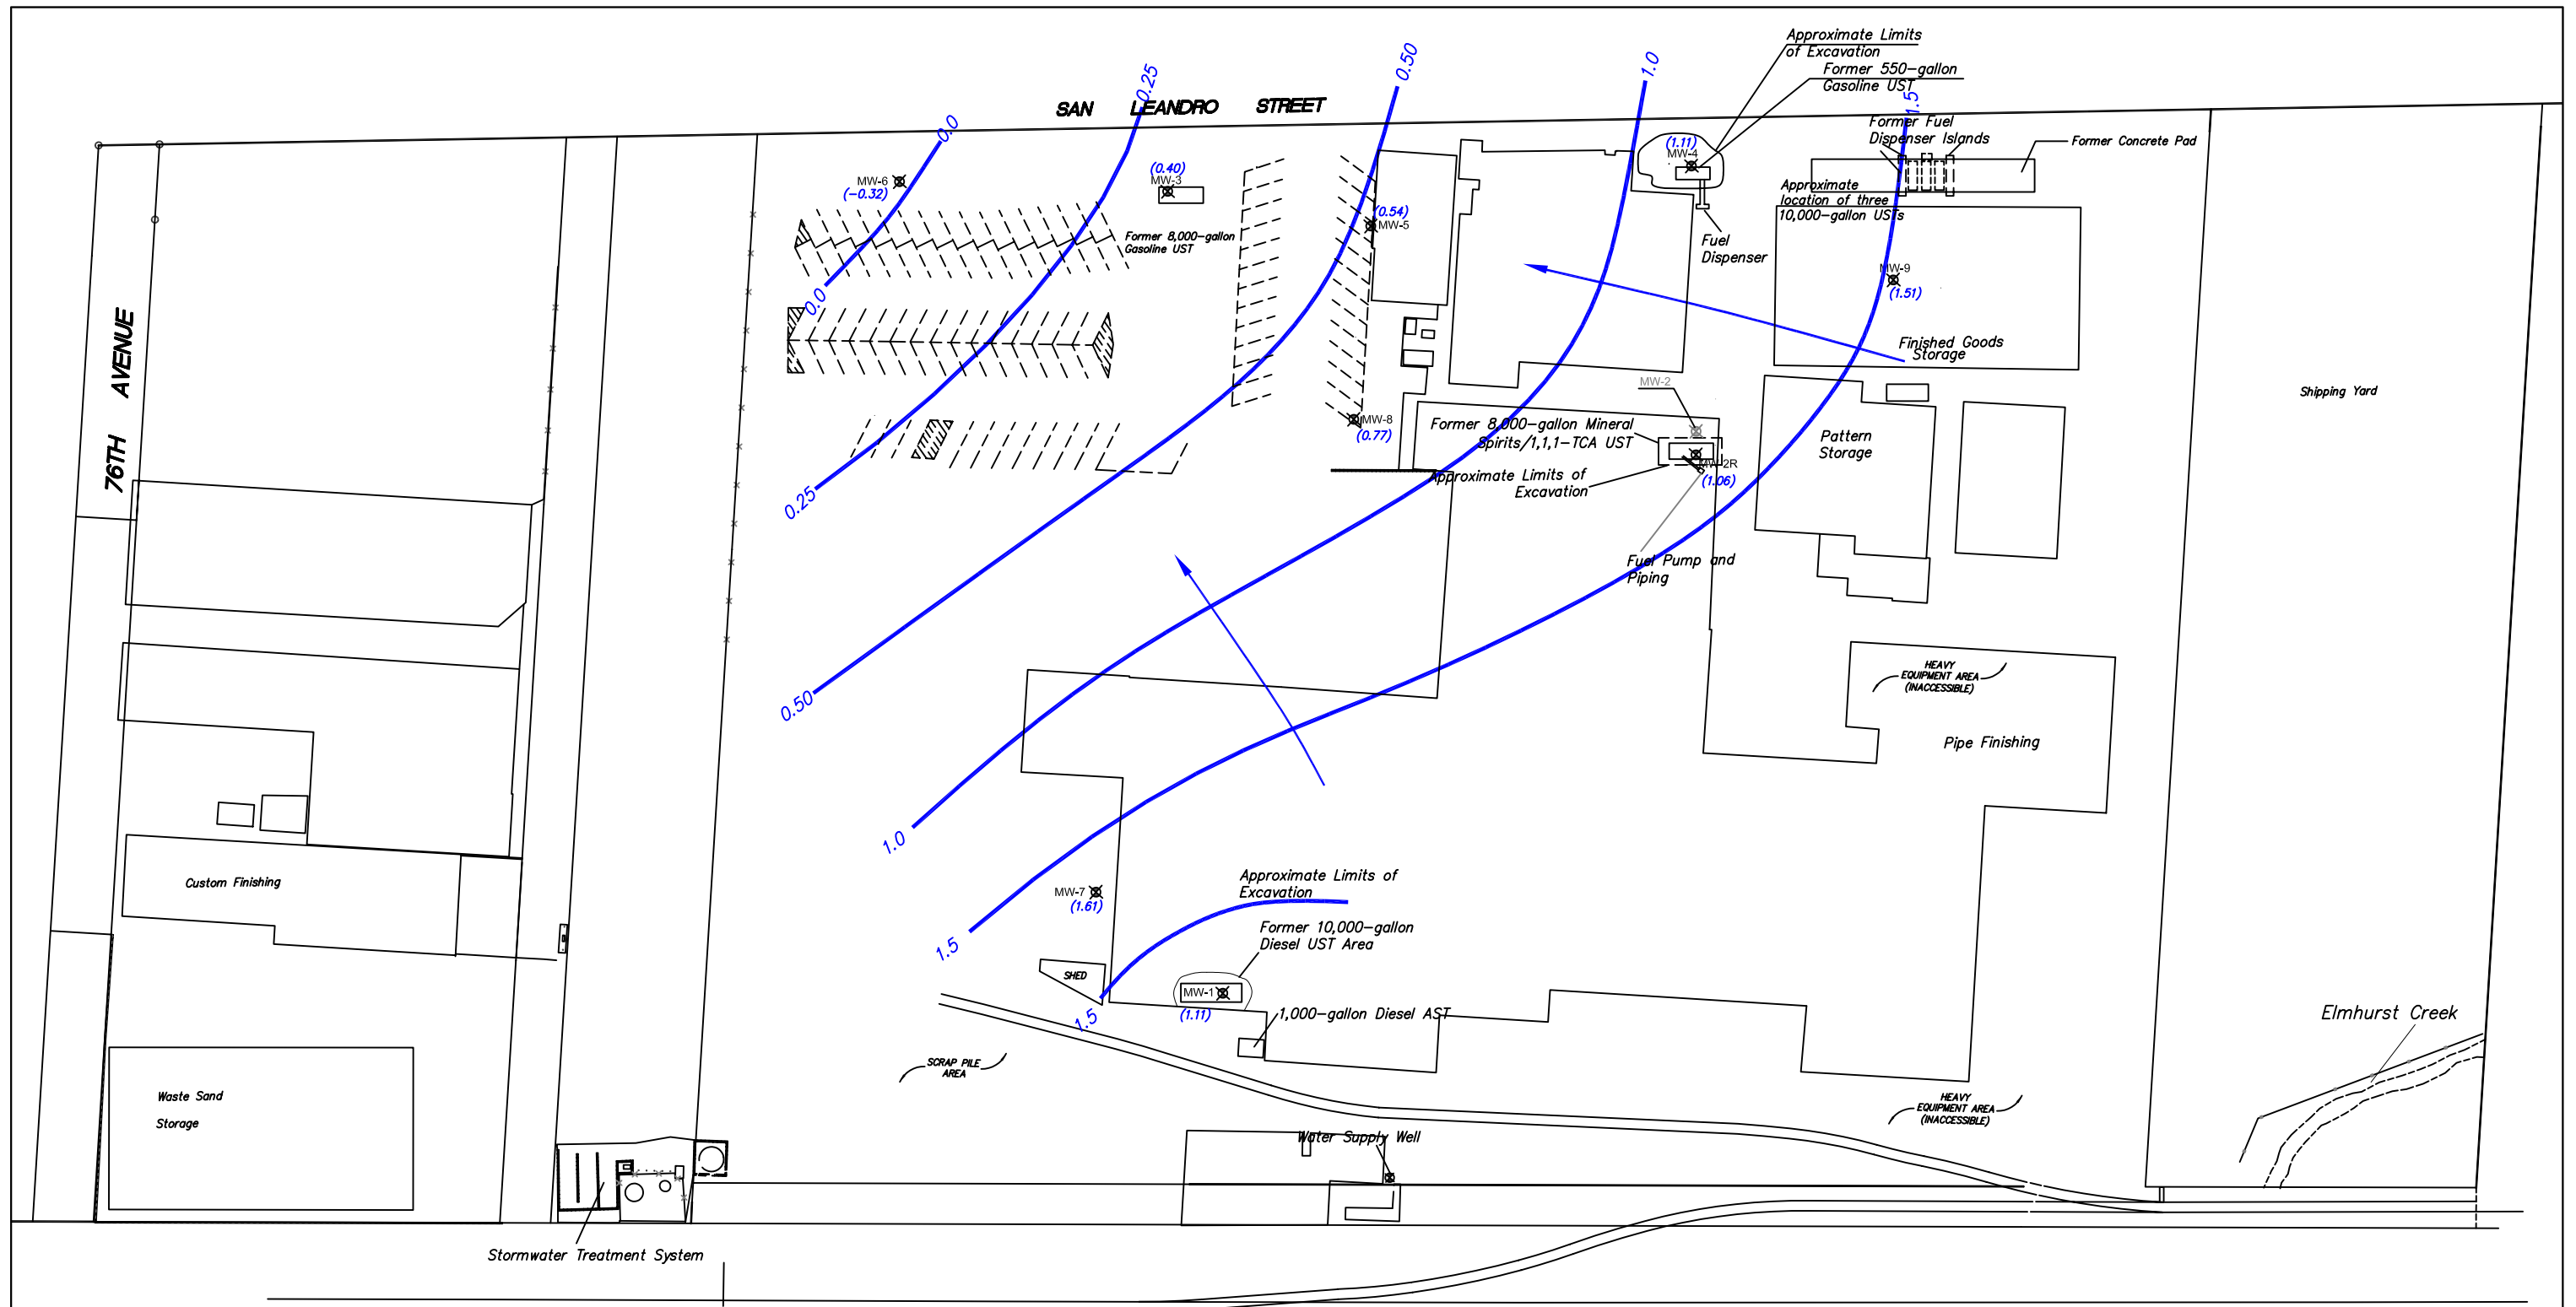 Approximate Limits
of Excavation
Former 550-gallon
Gasoline UST
SAN LEANDRO STREET
0.0
0.25
0.50
1.0
1.5
Former Fuel
Dispenser Islands
Former Concrete Pad
(1.11)
MW-4
MW-6
(-0.32)
(0.40)
MW-3
(0.54)
MW-5
Approximate
location of three
10,000-gallon USTs
Former 8,000-gallon
Gasoline UST
Fuel
Dispenser
MW-9
(1.51)
0.0
76TH AVENUE
Finished Goods
Storage
Shipping Yard
MW-2
MW-8
(0.77)
Former 8,000-gallon Mineral
Spirits/1,1,1-TCA UST
Pattern
Storage
MW-2R
(1.06)
Approximate Limits of
Excavation
0.25
Fuel Pump and
Piping
0.50
HEAVY
EQUIPMENT AREA
(INACCESSIBLE)
Pipe Finishing
1.0
Custom Finishing
MW-7
(1.61)
Approximate Limits of
Excavation
Former 10,000-gallon
Diesel UST Area
1.5
SHED
MW-1
(1.11)
1,000-gallon Diesel AST
1.5
Elmhurst Creek
SCRAP PILE
AREA
Waste Sand
Storage
HEAVY
EQUIPMENT AREA
(INACCESSIBLE)
Water Supply Well
Stormwater Treatment System